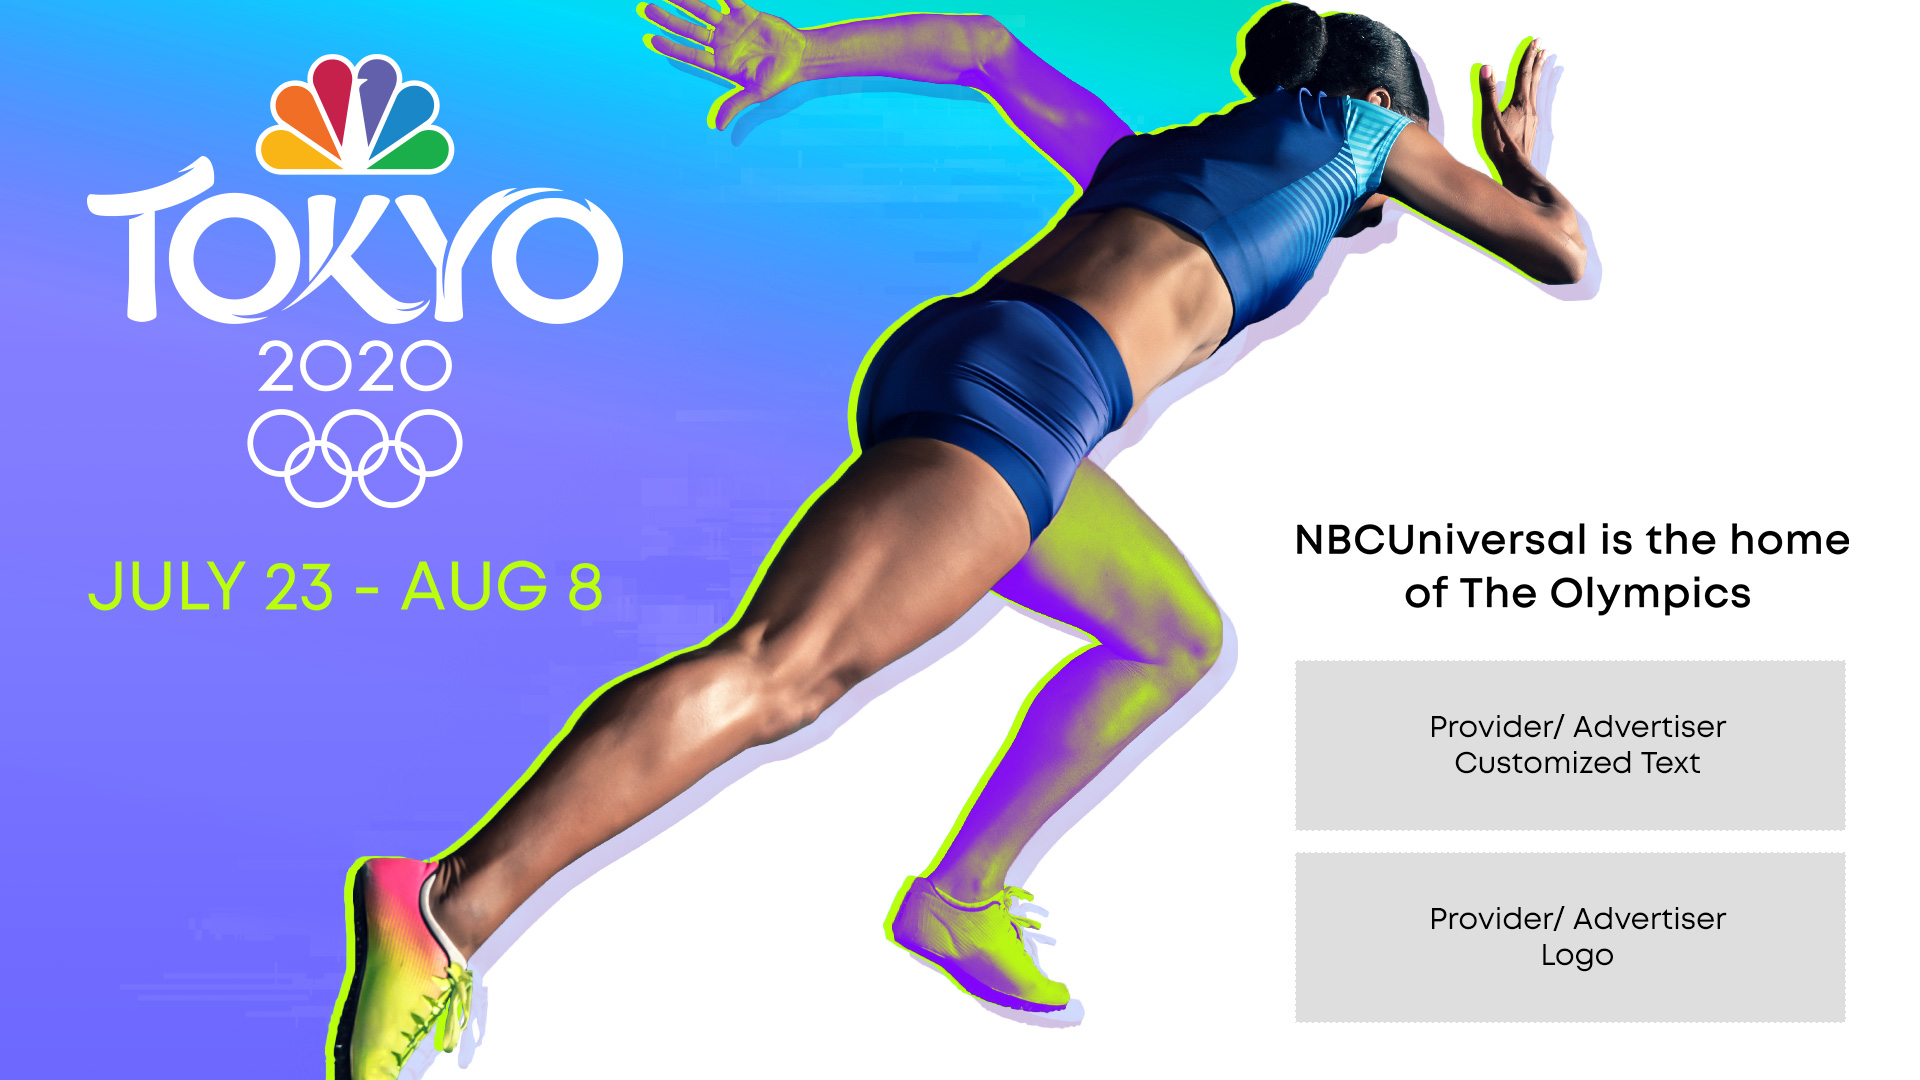 TOKYO
2020
JULY 23 - AUG 8
NBCUniversal is the home
of The Olympics
Provider/ Advertiser
Customized Text
Provider/ Advertiser
Logo